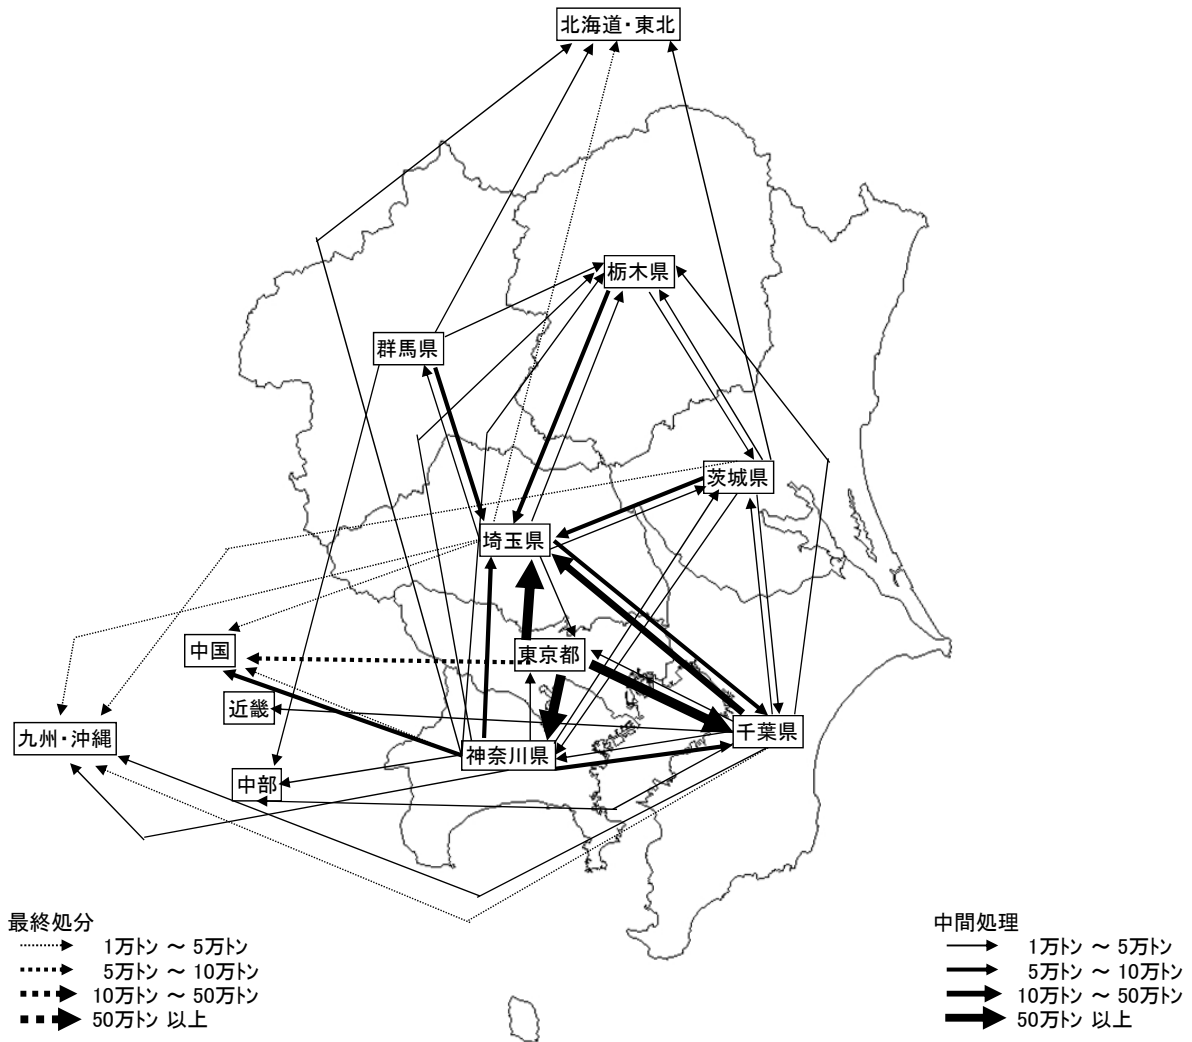 北海道・東北
栃木県
群馬県
茨城県
埼玉県
中国
東京都
近畿
九州・沖縄
千葉県
神奈川県
中部
最終処分
1万トン ～ 5万トン
5万トン ～ 10万トン
10万トン ～ 50万トン
50万トン 以上
中間処理
1万トン ～ 5万トン
5万トン ～ 10万トン
10万トン ～ 50万トン
50万トン 以上